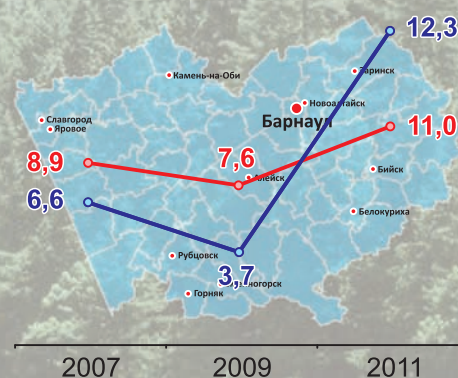 12,3
Камень-на-Оби
Заринск
Новоалтайск
Барнаул
Славгород
Яровое
11,0
7,6
8,9
Алейск
Бийск
6,6
Белокуриха
Рубцовск
3,7
Горняк
2007 2009 2011